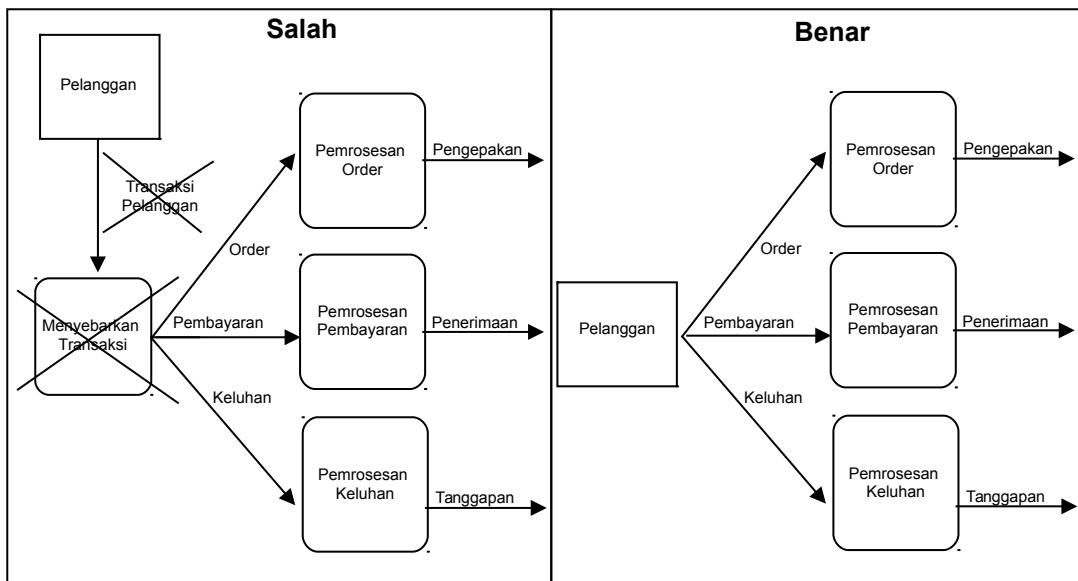 Salah
Pelanggan
Transaksi
Pelanggan
Menyebarkan
Transaksi
Order
Pembayaran
Keluhan
Pemrosesan
Order
Pengepakan
Pemrosesan
Pembayaran
Penerimaan
Pemrosesan
Keluhan
Tanggapan
Benar
Pelanggan
Order
Pembayaran
Keluhan
Pemrosesan
Order
Pengepakan
Pemrosesan
Pembayaran
Penerimaan
Pemrosesan
Keluhan
Tanggapan